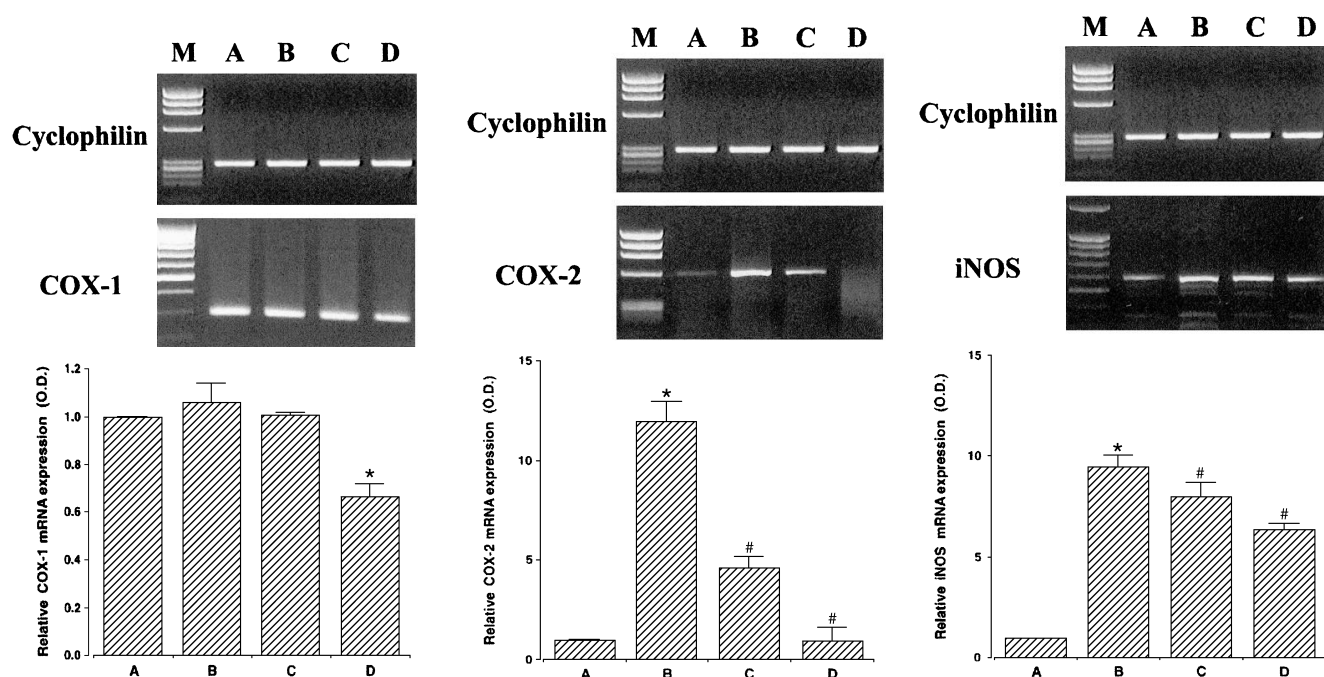 M A B C D
Cyclophilin
COX-1
Relative COX-1 mRNA expression (O.D.)
1.2
1.0
0.8
0.6
0.4
0.2
0.0
*
A B C D
M A B C D
Cyclophilin
COX-2
Relative COX-2 mRNA expression (O.D.)
15
10
5
0
*
#
#
A B C D
M A B C D
Cyclophilin
iNOS
Relative iNOS mRNA expression (O.D.)
15
10
5
0
*
#
#
A B C D